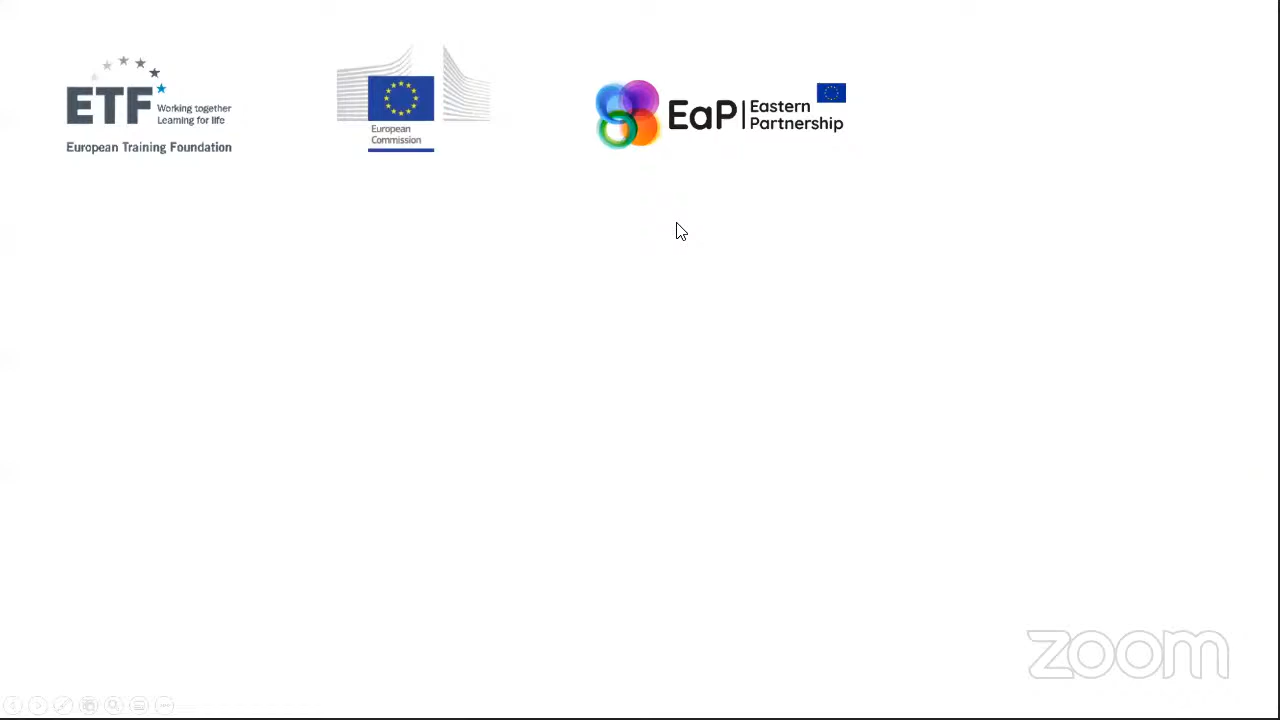 ETF Working together
Learning for life
European Training Foundation
European
Commission
EaP Eastern
Partnership
zoom